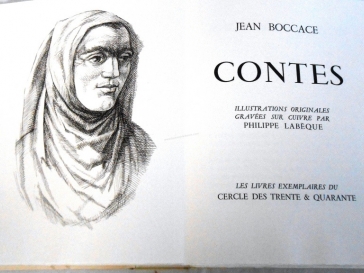 JEAN BOCCACE
CONTES
ILLUSTRATIONS ORIGINALES
GRAVÉES SUR CUIVRE PAR
PHILIPPE LABÈQUE
LES LIVRES EXEMPLAIRES DU
CERCLE DES TRENTE & QUARANTE